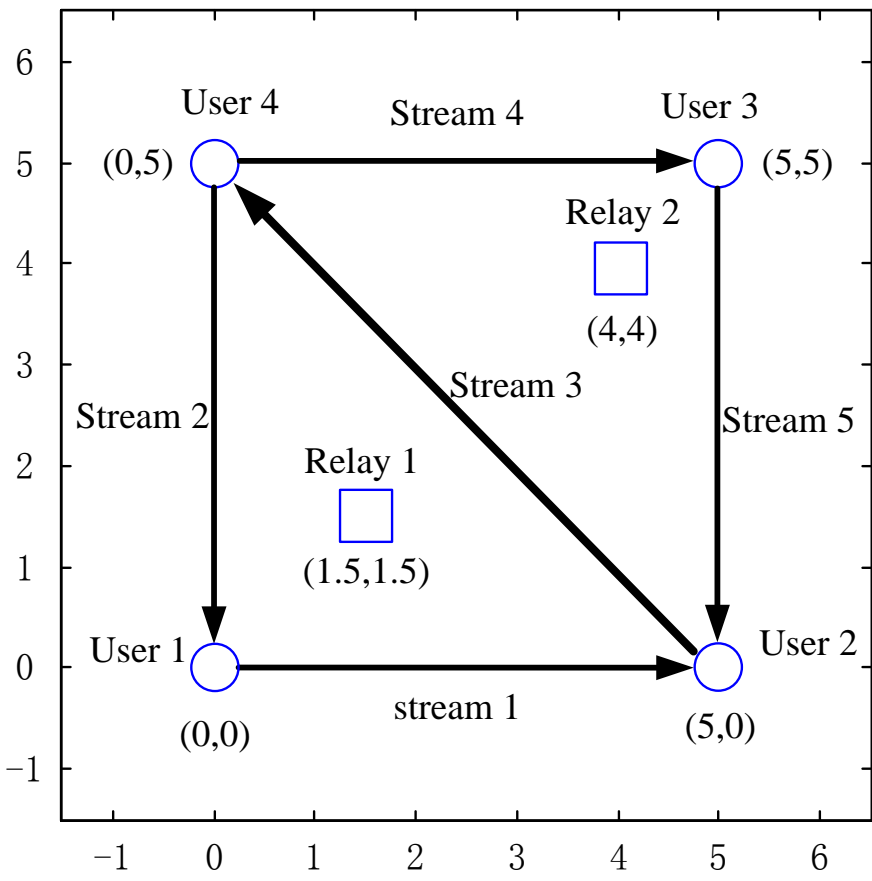 6
User 4
Stream 4
User 3
5
(0,5)
(5,5)
Relay 2
4
(4,4)
3
Stream 3
Stream 2
Stream 5
2
Relay 1
1
(1.5,1.5)
User 1
User 2
0
stream 1
(0,0)
(5,0)
-1
-1 0 1 2 3 4 5 6